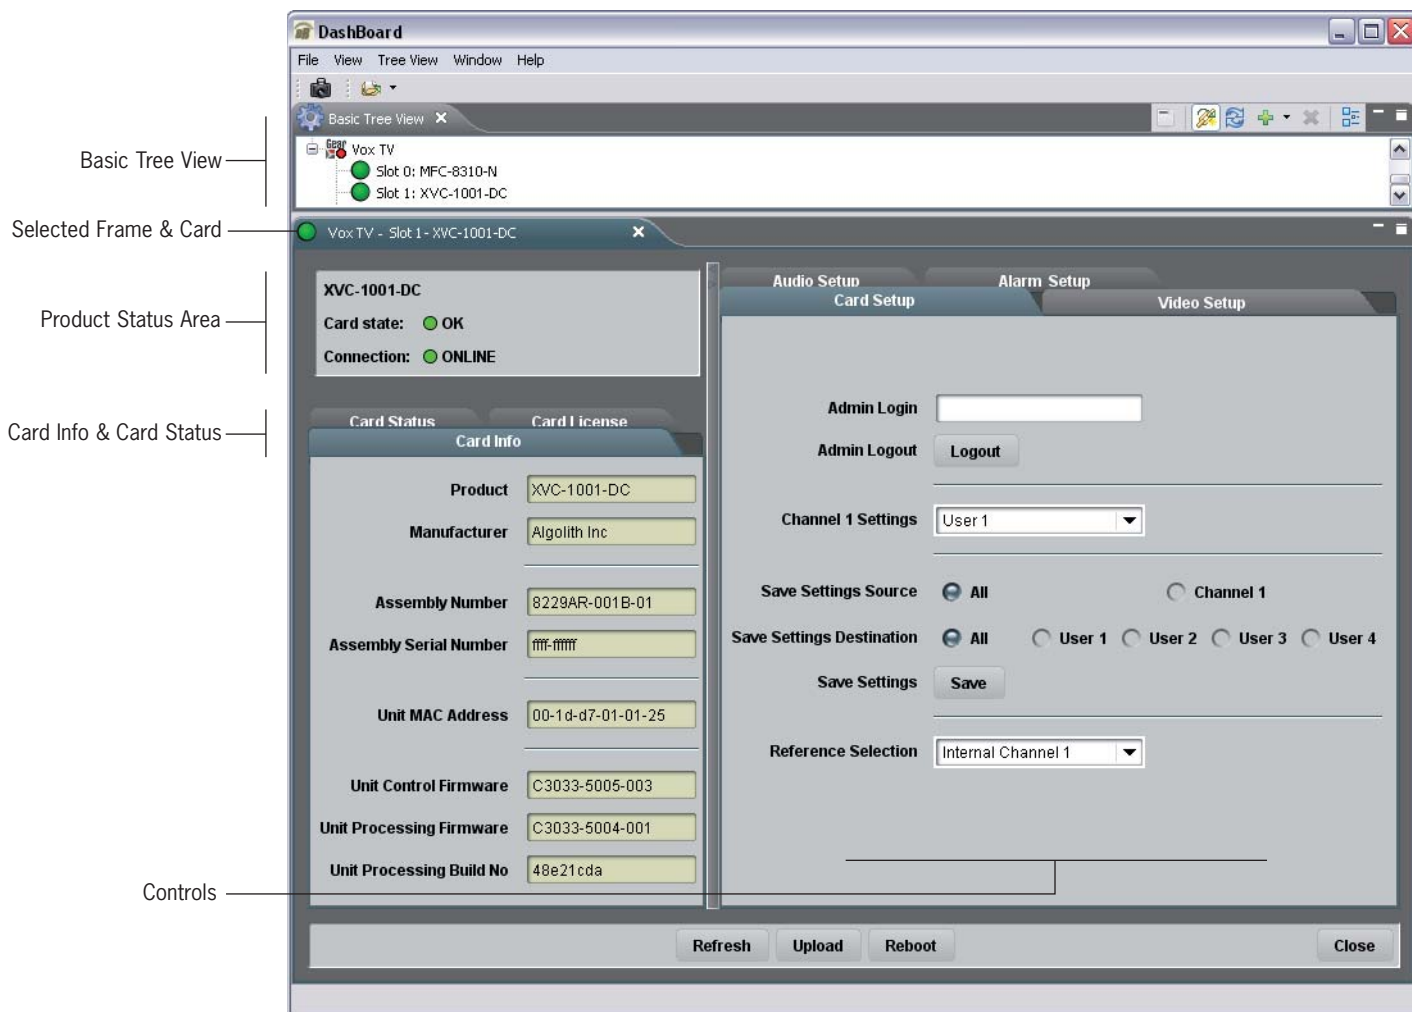 DashBoard
File View Tree View Window Help
Basic Tree View
Basic Tree View
Gear
Vox TV
Slot 0: MFC-8310-N
Slot 1: XVC-1001-DC
Selected Frame & Card
Vox TV - Slot 1- XVC-1001-DC
Product Status Area
XVC-1001-DC
Card state: OK
Connection: ONLINE
Card Info & Card Status
Card Status Card License
Card Info
Product XVC-1001-DC
Manufacturer Algolith Inc
Assembly Number 8229AR-001B-01
Assembly Serial Number ffff-ffffff
Unit MAC Address 00-1d-d7-01-01-25
Unit Control Firmware C3033-5005-003
Unit Processing Firmware C3033-5004-001
Unit Processing Build No 48e21cda
Audio Setup Alarm Setup
Card Setup Video Setup
Admin Login
Admin Logout Logout
Channel 1 Settings User 1
Save Settings Source All Channel 1
Save Settings Destination All User 1 User 2 User 3 User 4
Save Settings Save
Reference Selection Internal Channel 1
Controls
Refresh Upload Reboot Close